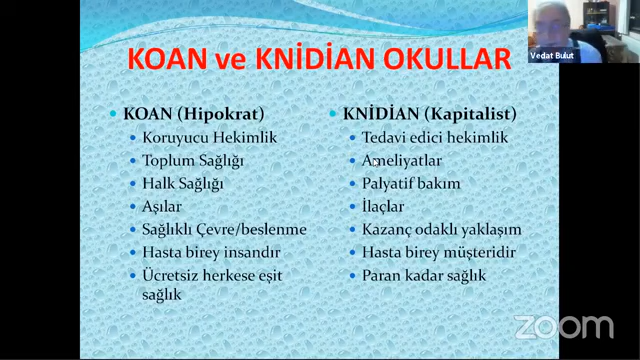 KOAN ve KNİDİAN OKULLAR
Vedat Bulut
KOAN (Hipokrat)
Koruyucu Hekimlik
Toplum Sağlığı
Halk Sağlığı
Aşılar
Sağlıklı Çevre/beslenme
Hasta birey insandır
Ücretsiz herkese eşit
sağlık
KNİDİAN (Kapitalist)
Tedavi edici hekimlik
Ameliyatlar
Palyatif bakım
İlaçlar
Kazanç odaklı yaklaşım
Hasta birey müşteridir
Paran kadar sağlık
zoom